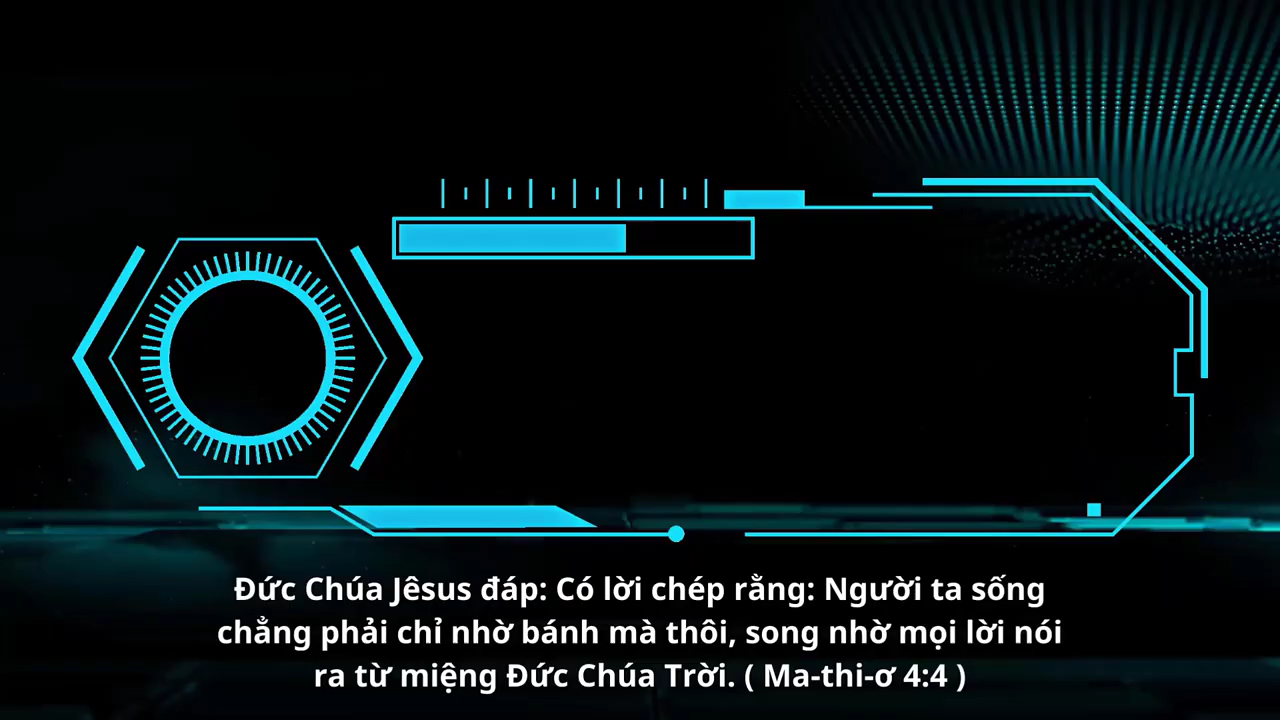 Đức Chúa Jêsus đáp: Có lời chép rằng: Người ta sống
chẳng phải chỉ nhờ bánh mà thôi, song nhờ mọi lời nói
ra từ miệng Đức Chúa Trời. ( Ma-thi-ơ 4:4 )